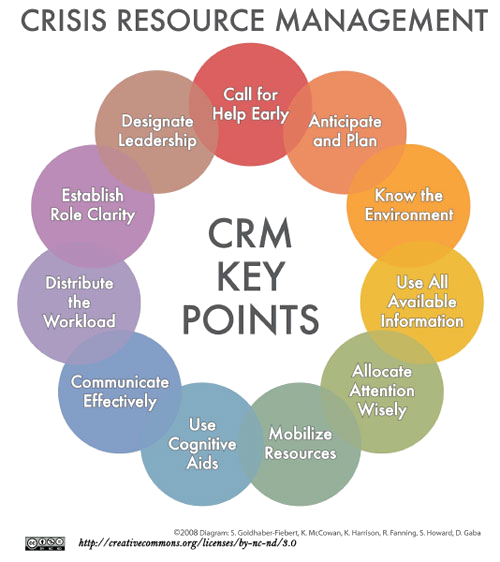 CRISIS RESOURCE MANAGEMENT
Call for
Help Early
Anticipate
and Plan
Know the
Environment
Use All
Available
Information
Allocate
Attention
Wisely
Mobilize
Resources
Use
Cognitive
Aids
Communicate
Effectively
Distribute
the
Workload
Establish
Role Clarity
Designate
Leadership
CRM
KEY
POINTS
©2008 Diagram: S. Goldhaber-Fiebert, K. McCowan, K. Harrison, R. Fanning, S. Howard, D. Gaba
http://creativecommons.org/licenses/by-nc-nd/3.0